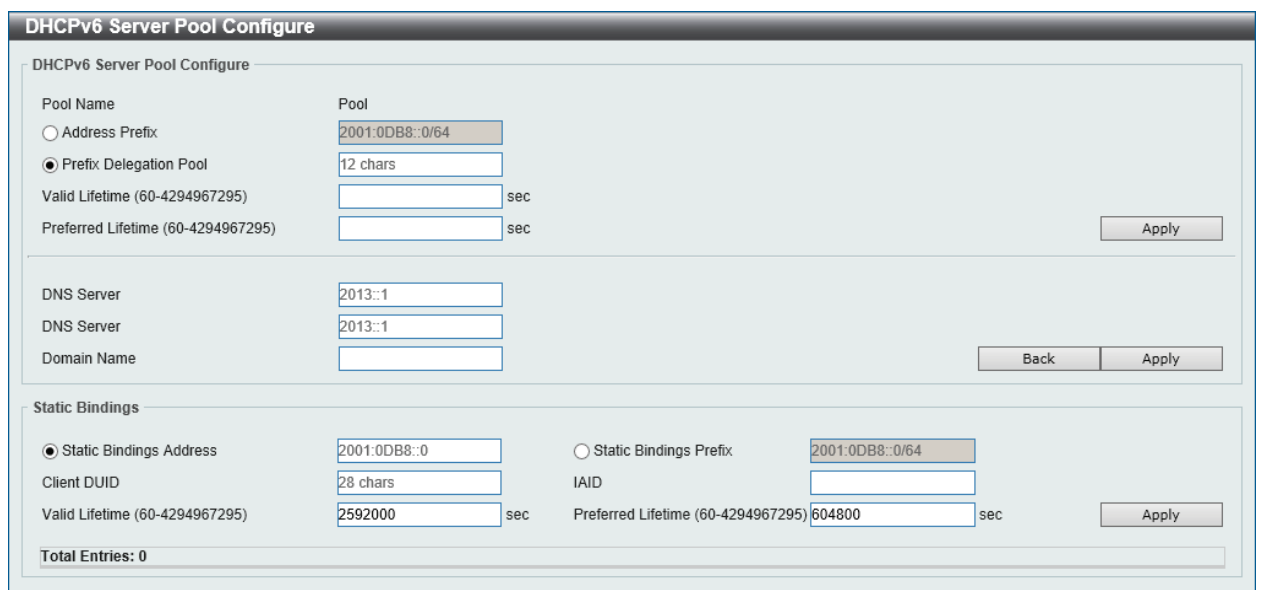 DHCPv6 Server Pool Configure
DHCPv6 Server Pool Configure
Pool Name Pool
Address Prefix 2001:0DB8::0/64
Prefix Delegation Pool 12 chars
Valid Lifetime (60-4294967295) sec
Preferred Lifetime (60-4294967295) sec Apply
DNS Server 2013::1
DNS Server 2013::1
Domain Name Back Apply
Static Bindings
Static Bindings Address 2001:0DB8::0 Static Bindings Prefix 2001:0DB8::0/64
Client DUID 28 chars IAID
Valid Lifetime (60-4294967295) 2592000 sec Preferred Lifetime (60-4294967295) 604800 sec Apply
Total Entries: 0